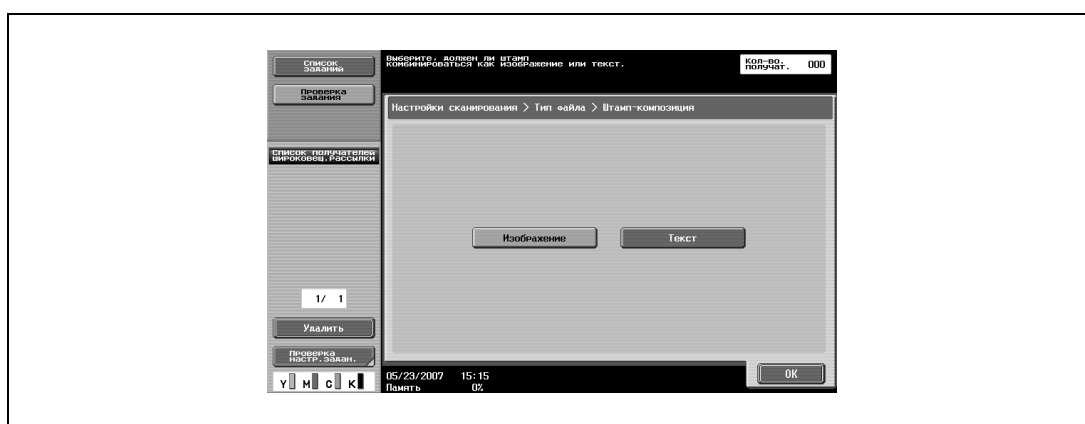 Список
заданий
Проверка
задания
Список получателей
широковещ.рассылки
1/ 1
Удалить
Проверка
настр.задан.
Y M C K
Выберите, должен ли штамп
комбинироваться как изображение или текст.
Кол-во.
получат. 000
Настройки сканирования > Тип файла > Штамп-композиция
Изображение
Текст
05/23/2007 15:15
Память 0%
OK